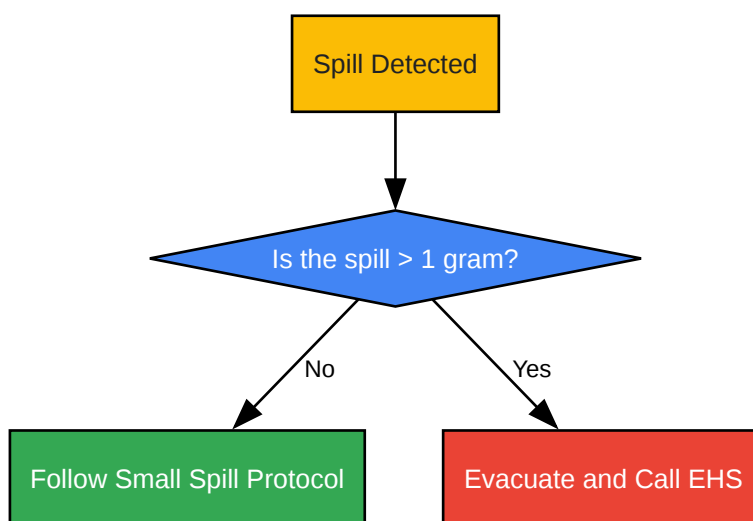 Spill Detected
Is the spill > 1 gram?
No
Yes
Follow Small Spill Protocol
Evacuate and Call EHS